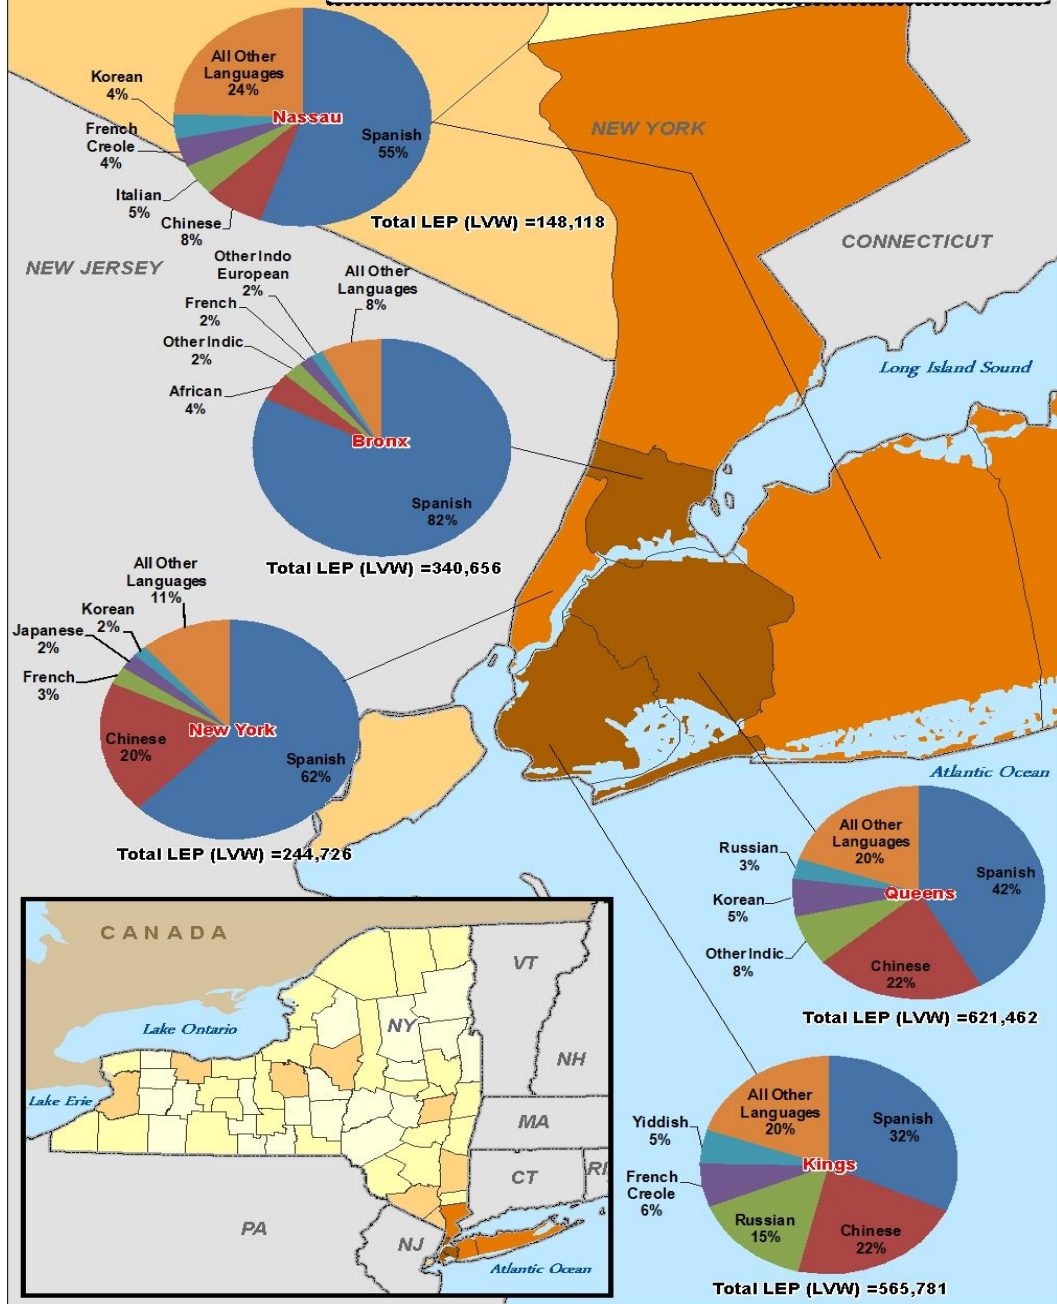 All Other
Languages
24%
Korean
4%
French
Creole
4%
Italian
5%
Chinese
8%
Nassau
Spanish
55%
Total LEP (LVW) =148,118
NEW YORK
CONNECTICUT
NEW JERSEY
Other Indo
European
2%
All Other
Languages
8%
French
2%
Other Indic
2%
African
4%
Bronx
Spanish
82%
Total LEP (LVW) =340,656
Long Island Sound
All Other
Languages
11%
Korean
2%
Japanese
2%
French
3%
Chinese
20%
New York
Spanish
62%
Total LEP (LVW) =244,726
Atlantic Ocean
All Other
Languages
20%
Russian
3%
Korean
5%
Other Indic
8%
Chinese
22%
Queens
Spanish
42%
Total LEP (LVW) =621,462
All Other
Languages
20%
Yiddish
5%
French
Creole
6%
Russian
15%
Chinese
22%
Kings
Spanish
32%
Total LEP (LVW) =565,781
CANADA
Lake Ontario
Lake Erie
NY
VT
NH
MA
CT
RI
PA
NJ
Atlantic Ocean